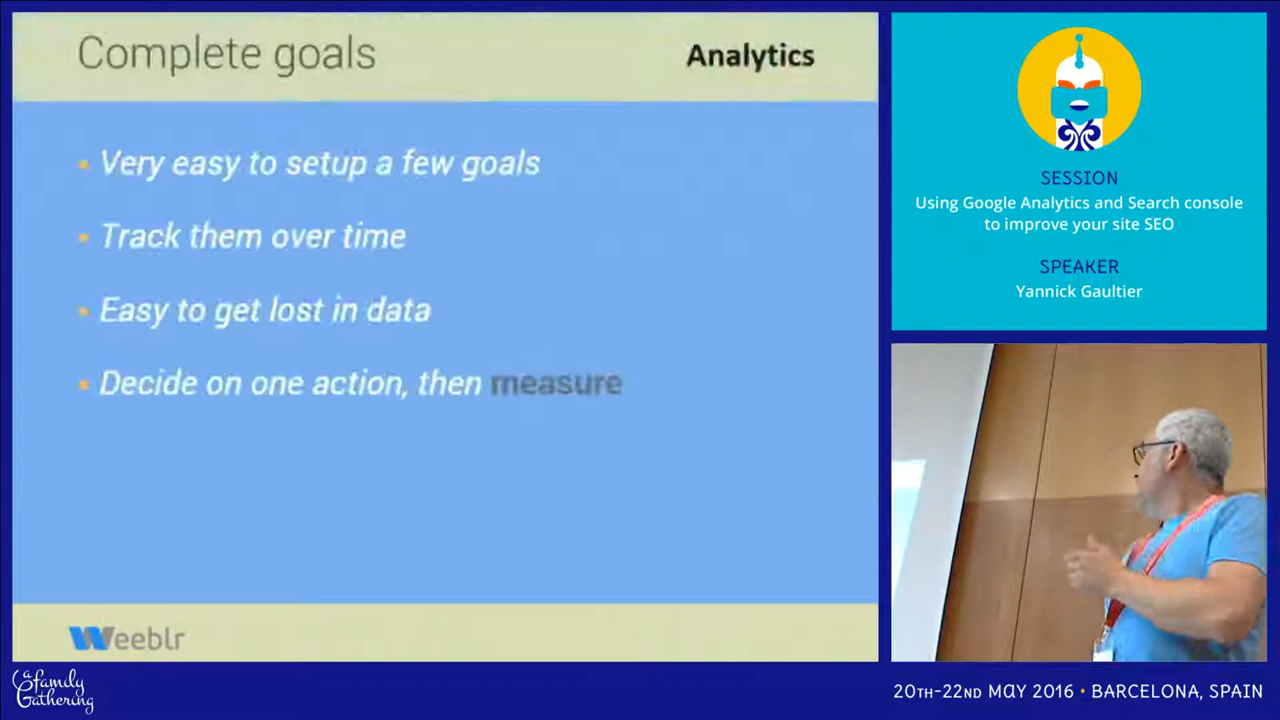 Complete goals
Analytics
Very easy to setup a few goals
Track them over time
Easy to get lost in data
Decide on one action, then measure
Weeblr
SESSION
Using Google Analytics and Search console
to improve your site SEO
SPEAKER
Yannick Gaultier
a family
Gathering
20TH-22ND MAY 2016 • BARCELONA, SPAIN